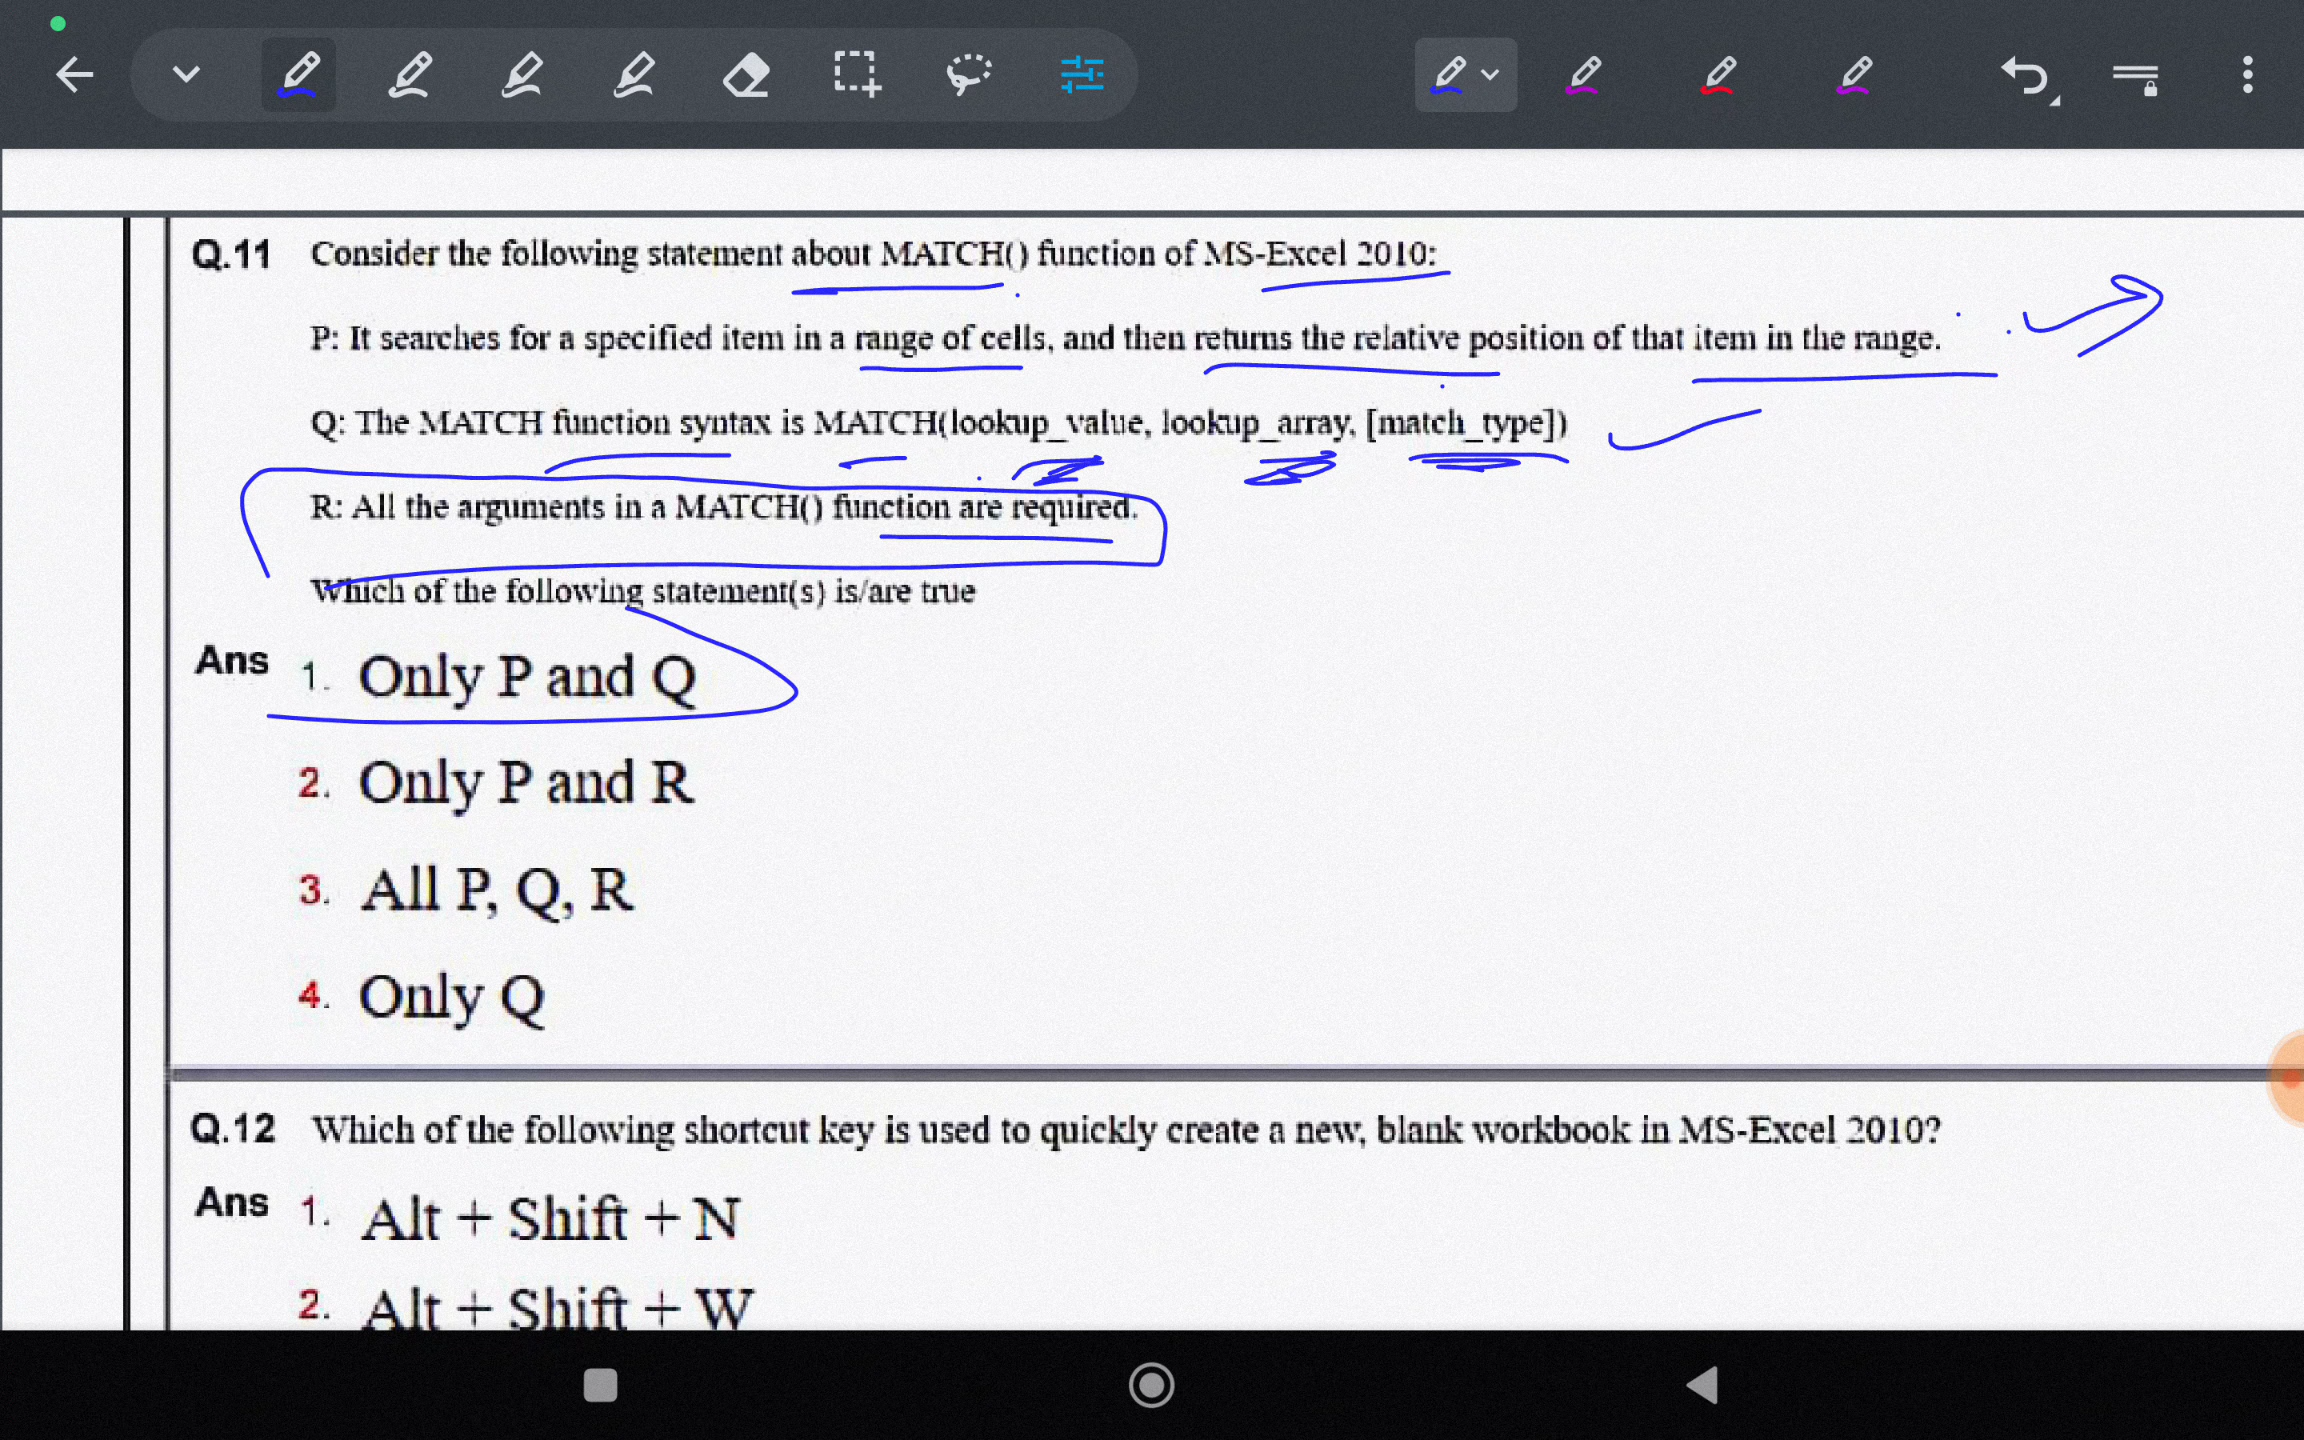 Q.11 Consider the following statement about MATCH() function of MS-Excel 2010:
P: It searches for a specified item in a range of cells, and then returns the relative position of that item in the range.
Q: The MATCH function syntax is MATCH(lookup_value, lookup_array, [match_type])
R: All the arguments in a MATCH() function are required.
Which of the following statement(s) is/are true
Ans 1. Only P and Q
2. Only P and R
3. All P, Q, R
4. Only Q
Q.12 Which of the following shortcut key is used to quickly create a new, blank workbook in MS-Excel 2010?
Ans 1. Alt + Shift + N
2. Alt + Shift + W